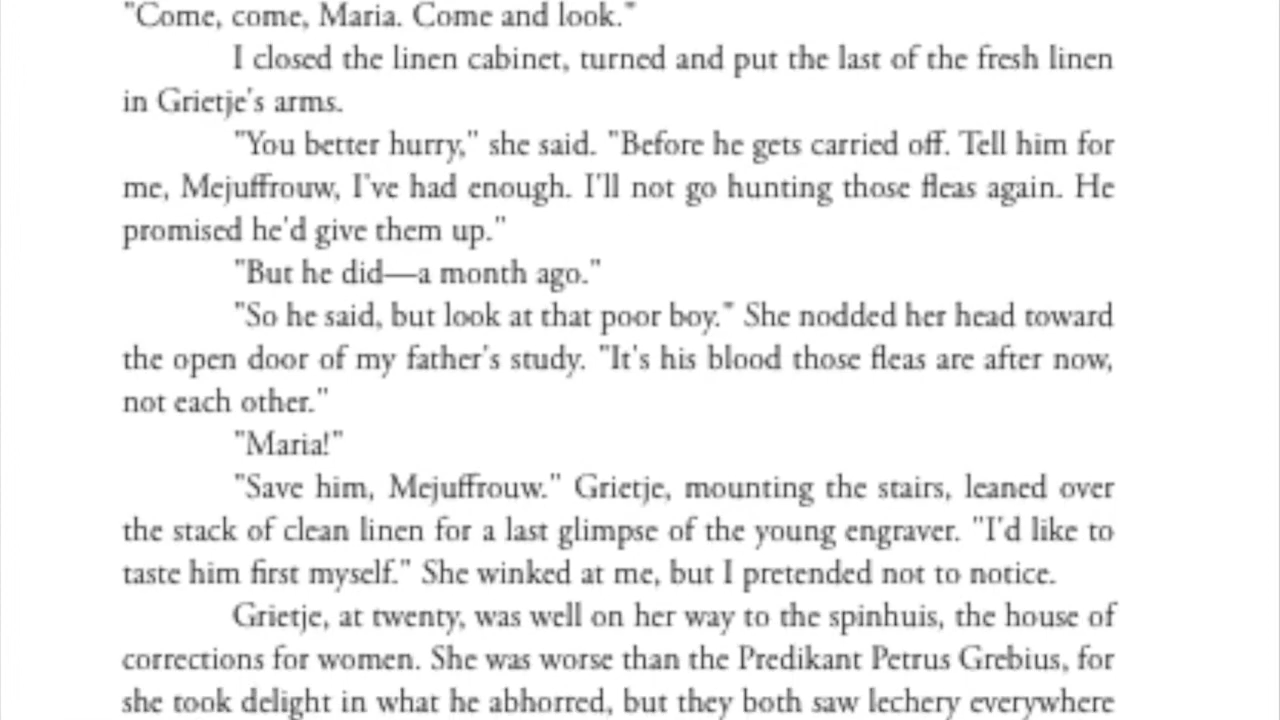 "Come, come, Maria. Come and look."
I closed the linen cabinet, turned and put the last of the fresh linen
in Grietje's arms.
"You better hurry," she said. "Before he gets carried off. Tell him for
me, Mejuffrouw, I've had enough. I'll not go hunting those fleas again. He
promised he'd give them up."
"But he did—a month ago."
"So he said, but look at that poor boy." She nodded her head toward
the open door of my father's study. "It's his blood those fleas are after now,
not each other."
"Maria!"
"Save him, Mejuffrouw." Grietje, mounting the stairs, leaned over
the stack of clean linen for a last glimpse of the young engraver. "I'd like to
taste him first myself." She winked at me, but I pretended not to notice.
Grietje, at twenty, was well on her way to the spinhuis, the house of
corrections for women. She was worse than the Predikant Petrus Grebius, for
she took delight in what he abhorred, but they both saw lechery everywhere